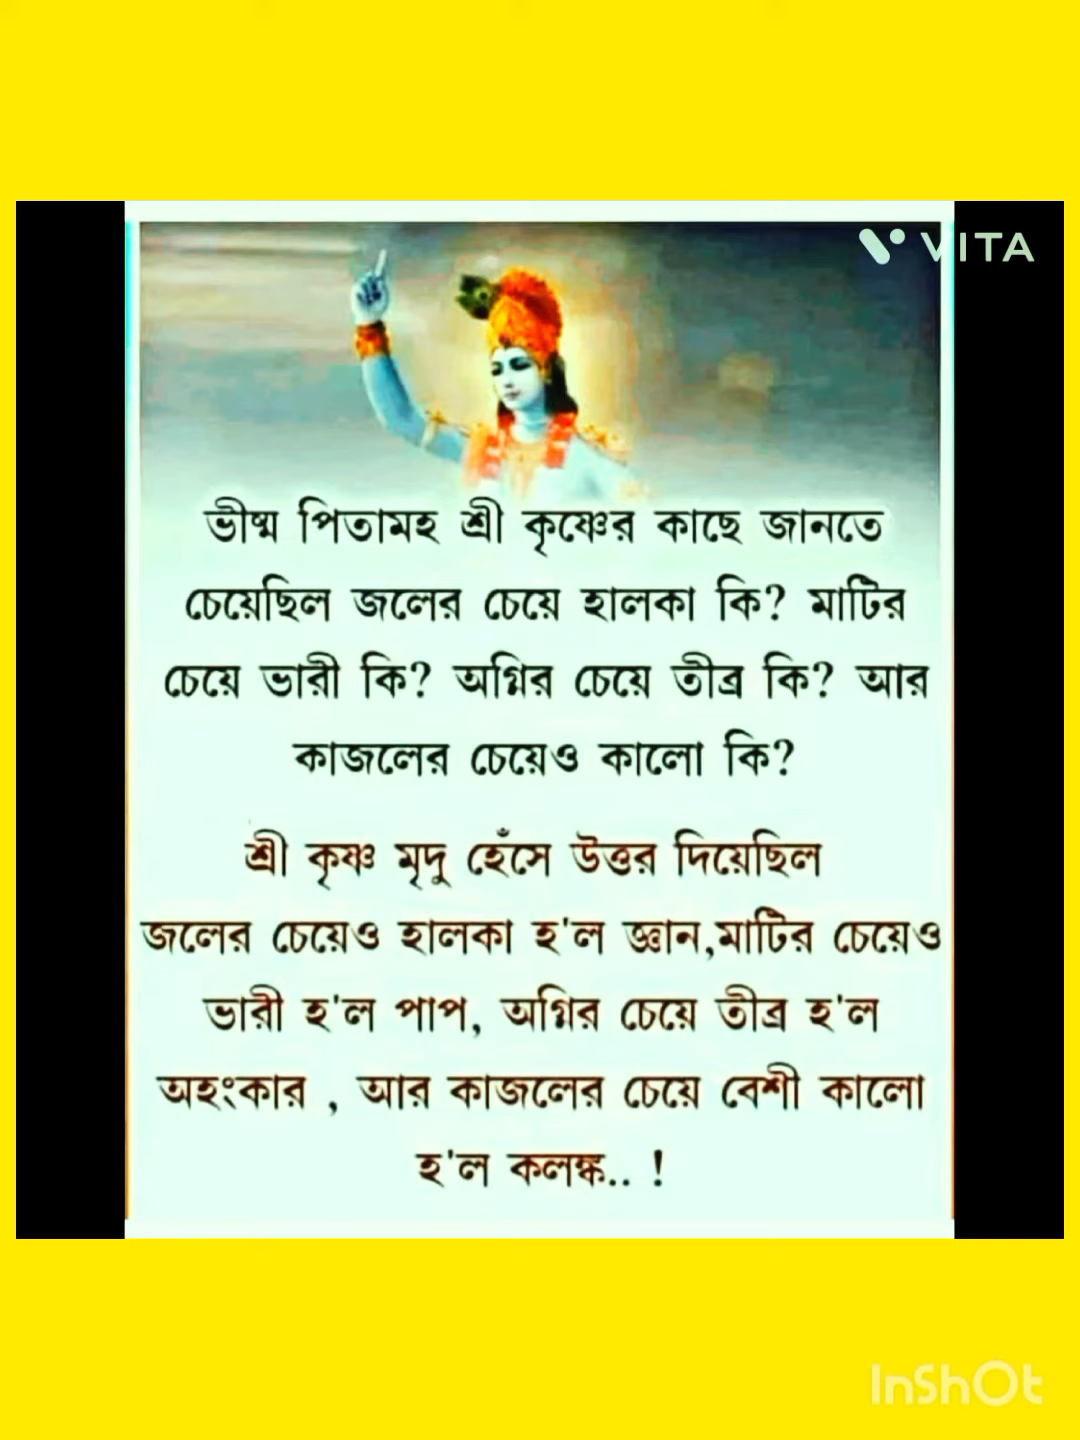 VITA
ভীষ্ম পিতামহ শ্রী কৃষ্ণের কাছে জানতে
চেয়েছিল জলের চেয়ে হালকা কি? মাটির
চেয়ে ভারী কি? অগ্নির চেয়ে তীব্র কি? আর
কাজলের চেয়েও কালো কি?
শ্রী কৃষ্ণ মৃদু হেঁসে উত্তর দিয়েছিল
জলের চেয়েও হালকা হ'ল জ্ঞান,মাটির চেয়েও
ভারী হ'ল পাপ, অগ্নির চেয়ে তীব্র হ'ল
অহংকার , আর কাজলের চেয়ে বেশী কালো
হ'ল কলঙ্ক.. !
InShOt